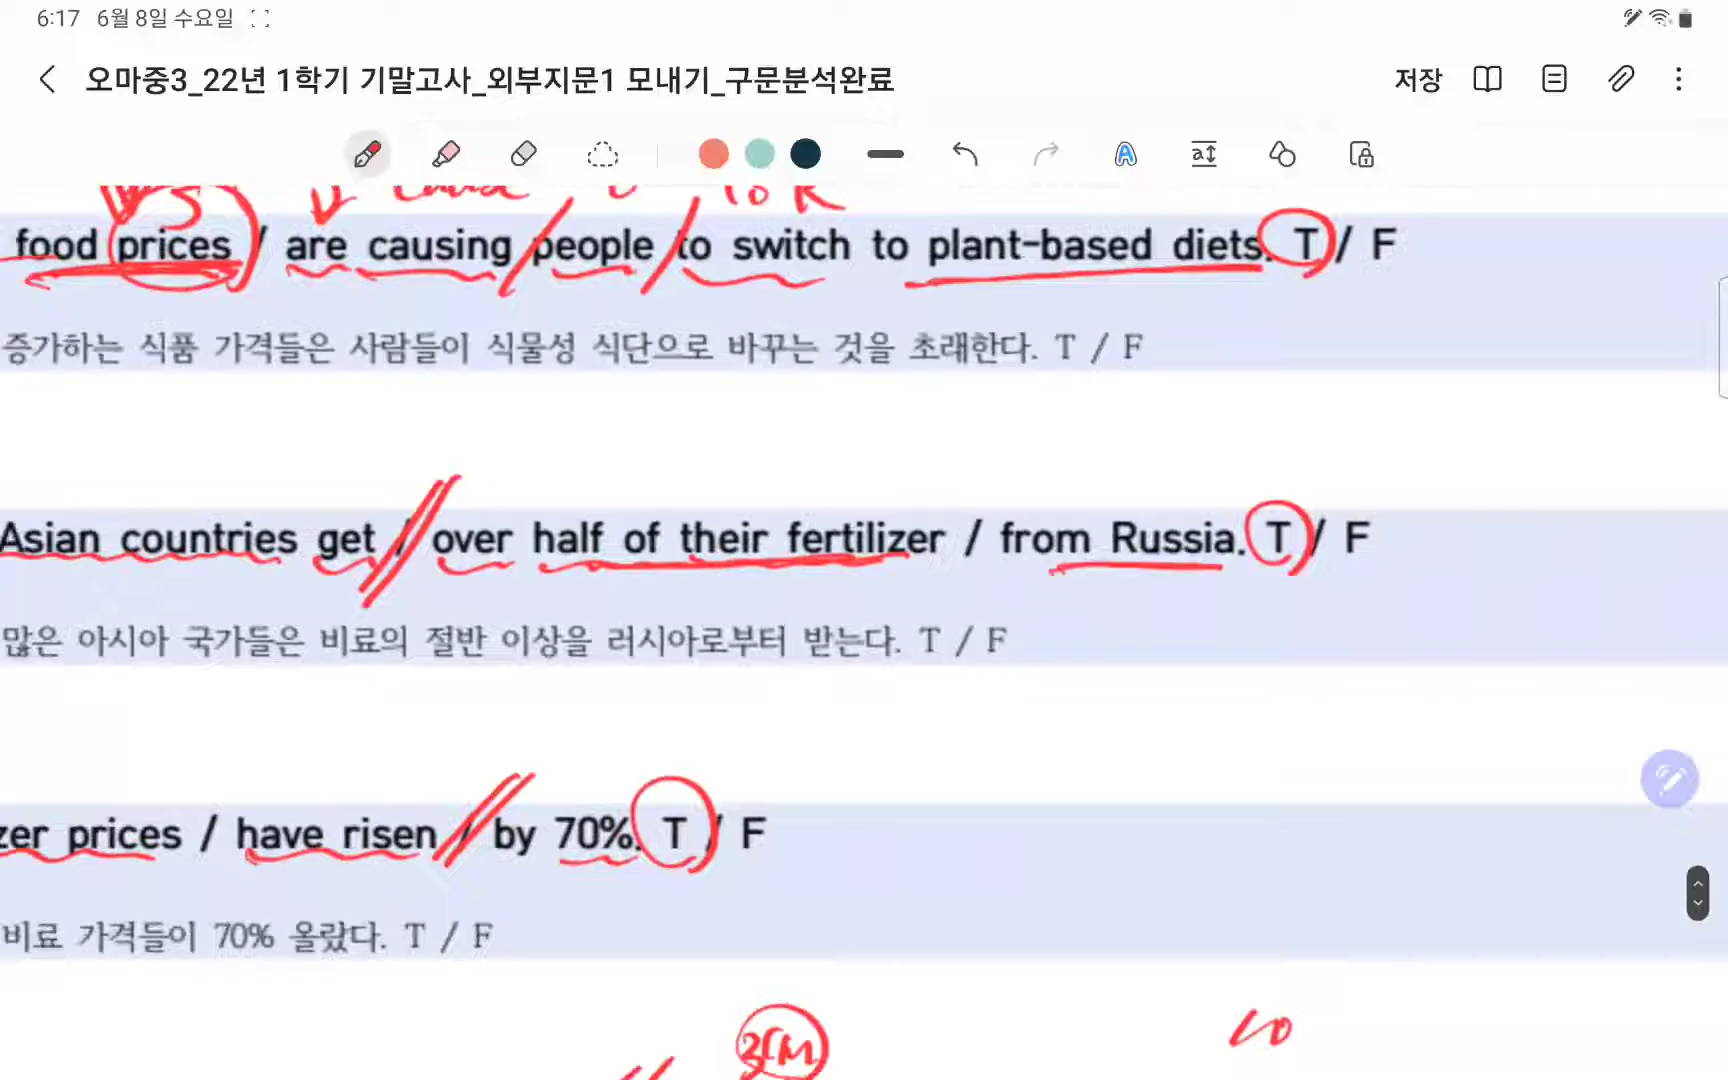 6:17 6월 8일 수요일
오마중3_22년 1학기 기말고사_외부지문1 모내기_구문분석완료 저장
to R
food prices / are causing people to switch to plant-based diets. T / F
증가하는 식품 가격들은 사람들이 식물성 식단으로 바꾸는 것을 초래한다. T / F
Asian countries get / over half of their fertilizer / from Russia. T / F
많은 아시아 국가들은 비료의 절반 이상을 러시아로부터 받는다. T / F
zer prices / have risen / by 70%. T / F
비료 가격들이 70% 올랐다. T / F